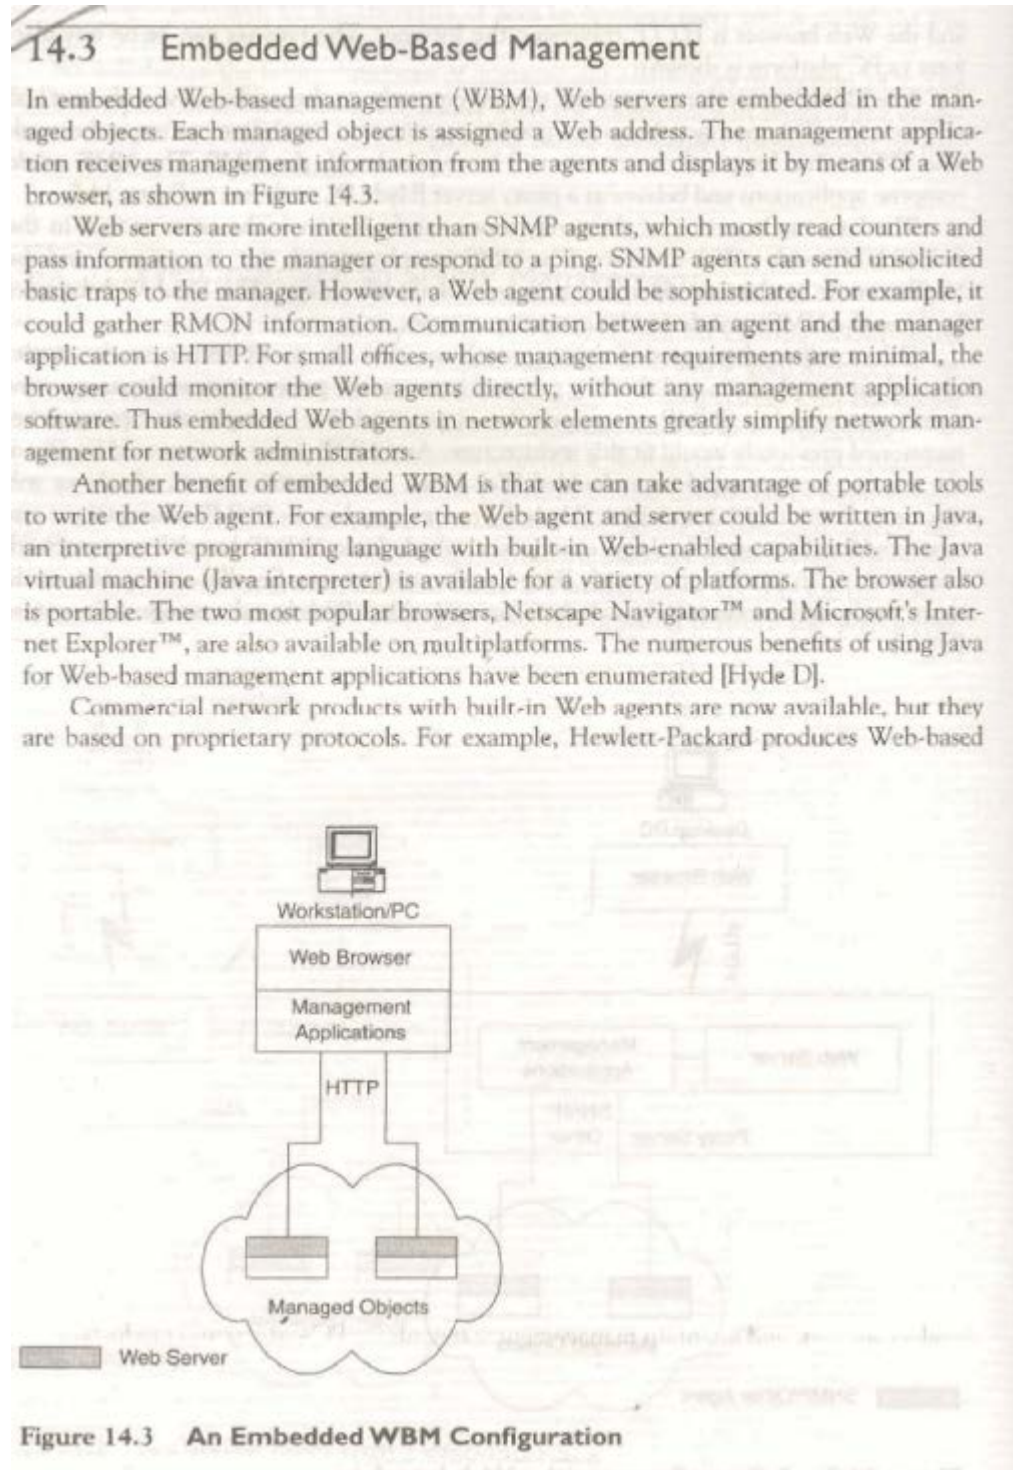 14.3 Embedded Web-Based Management
In embedded Web-based management (WBM), Web servers are embedded in the man-
aged objects. Each managed object is assigned a Web address. The management applica-
tion receives management information from the agents and displays it by means of a Web
browser, as shown in Figure 14.3.
Web servers are more intelligent than SNMP agents, which mostly read counters and
pass information to the manager or respond to a ping. SNMP agents can send unsolicited
basic traps to the manager. However, a Web agent could be sophisticated. For example, it
could gather RMON information. Communication between an agent and the manager
application is HTTP. For small offices, whose management requirements are minimal, the
browser could monitor the Web agents directly, without any management application
software. Thus embedded Web agents in network elements greatly simplify network man-
agement for network administrators.
Another benefit of embedded WBM is that we can take advantage of portable tools
to write the Web agent. For example, the Web agent and server could be written in Java,
an interpretive programming language with built-in Web-enabled capabilities. The Java
virtual machine (Java interpreter) is available for a variety of platforms. The browser also
is portable. The two most popular browsers, Netscape Navigator™ and Microsoft's Inter-
net Explorer™, are also available on multiplatforms. The numerous benefits of using Java
for Web-based management applications have been enumerated [Hyde D].
Commercial network products with built-in Web agents are now available, but they
are based on proprietary protocols. For example, Hewlett-Packard produces Web-based
Workstation/PC
Web Browser
Management
Applications
HTTP
Managed Objects
Web Server
Figure 14.3 An Embedded WBM Configuration